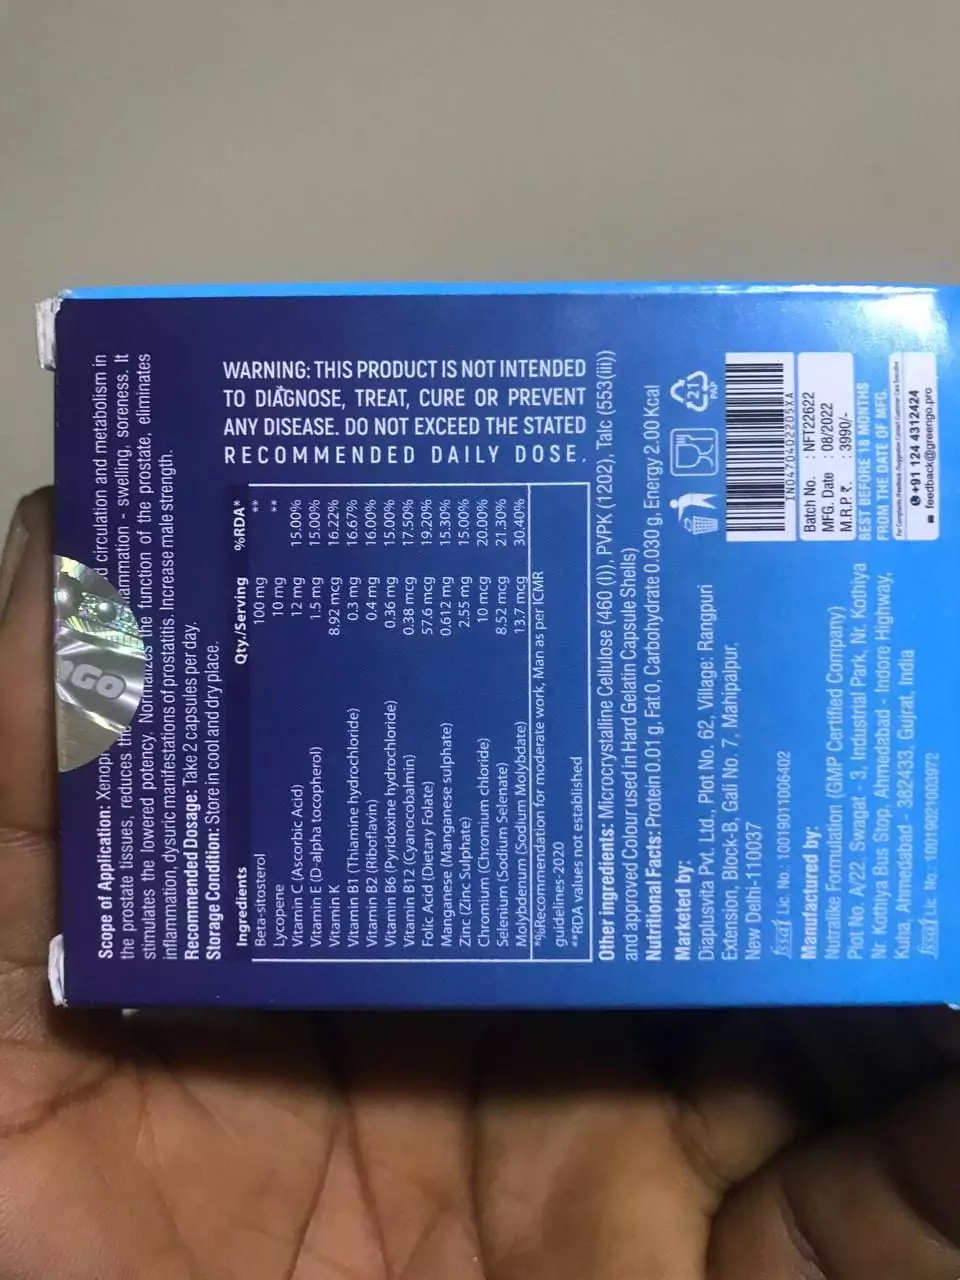 Scope of Application: Xenop d circulation and metabolism in
the prostate tissues, reduces th ammation - swelling, soreness. It
stimulates the lowered potency. Normalizes the function of the prostate, eliminates
inflammation, dysuric manifestations of prostatitis. Increase male strength.
Recommended Dosage: Take 2 capsules per day.
Storage Condition: Store in cool and dry place.
NGO
Ingredients Qty./Serving %RDA*
Beta-sitosterol 100 mg **
Lycopene 10 mg **
Vitamin C (Ascorbic Acid) 12 mg 15.00%
Vitamin E (D-alpha tocopherol) 1.5 mg 15.00%
Vitamin K 8.92 mcg 16.22%
Vitamin B1 (Thiamine hydrochloride) 0.3 mg 16.67%
Vitamin B2 (Riboflavin) 0.4 mg 16.00%
Vitamin B6 (Pyridoxine hydrochloride) 0.36 mg 15.00%
Vitamin B12 (Cyanocobalmin) 0.38 mcg 17.50%
Folic Acid (Dietary Folate) 57.6 mcg 19.20%
Manganese (Manganese sulphate) 0.612 mg 15.30%
Zinc (Zinc Sulphate) 2.55 mg 15.00%
Chromium (Chromium chloride) 10 mcg 20.00%
Selenium (Sodium Selenate) 8.52 mcg 21.30%
Molybdenum (Sodium Molybdate) 13.7 mcg 30.40%
*%Recommendation for moderate work, Man as per ICMR
guidelines-2020
**RDA values not established
WARNING: THIS PRODUCT IS NOT INTENDED
TO DIAGNOSE, TREAT, CURE OR PREVENT
ANY DISEASE. DO NOT EXCEED THE STATED
RECOMMENDED DAILY DOSE.
Other ingredients: Microcrystalline Cellulose (460 (I)), PVPK (1202), Talc (553(iii))
and approved Colour used in Hard Gelatin Capsule Shells)
Nutritional Facts: Protein 0.01 g, Fat 0, Carbohydrate 0.030 g, Energy 2.00 Kcal
Marketed by:
Diaplusvita Pvt. Ltd., Plot No. 62, Village: Rangpuri
Extension, Block-B, Gali No. 7, Mahipalpur,
New Delhi-110037
fssai Lic. No.: 10019011006402
Manufactured by:
Nutralike Formulation (GMP Certified Company)
Plot No. A/22, Swagat - 3, Industrial Park, Nr. Kothiya
Nr. Kothiya Bus Stop, Ahmedabad - Indore Highway,
Kuha, Ahmedabad - 382433, Gujrat, India
fssai Lic. No.: 10019021003972
21
PAP
TN0470402205XA
Batch No. : NFT22622
MFG. Date : 08/2022
M.R.P. ₹. : 3990/-
BEST BEFORE 18 MONTHS
FROM THE DATE OF MFG.
For Complaints /Feedback /Suggestion Contact Customer Care Executive
+91 124 4312424
feedback@greengo.pro